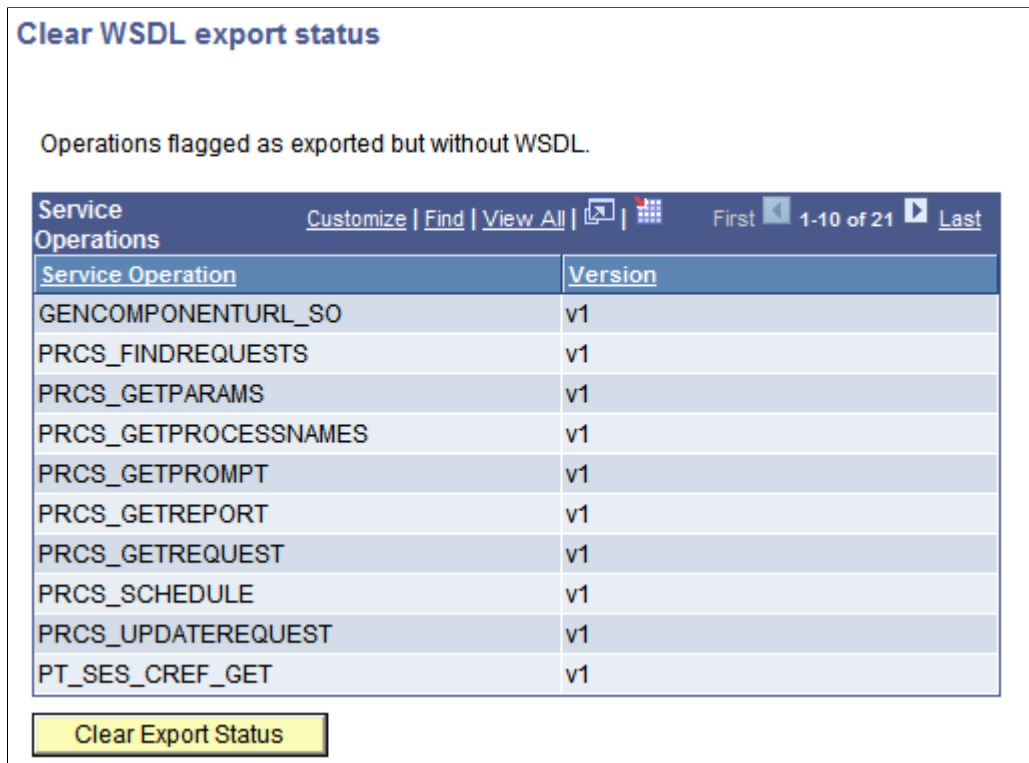 Clear WSDL export status
Operations flagged as exported but without WSDL.
Service Operations
Customize | Find | View All | | First 1-10 of 21 Last
Service Operation Version
GENCOMPONENTURL_SO v1
PRCS_FINDREQUESTS v1
PRCS_GETPARAMS v1
PRCS_GETPROCESSNAMES v1
PRCS_GETPROMPT v1
PRCS_GETREPORT v1
PRCS_GETREQUEST v1
PRCS_SCHEDULE v1
PRCS_UPDATEREQUEST v1
PT_SES_CREF_GET v1
Clear Export Status